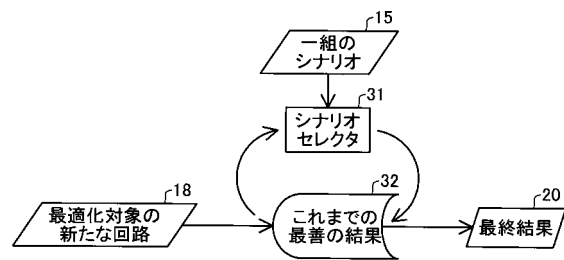 15
一組の
シナリオ
31
シナリオ
セレクタ
18
最適化対象の
新たな回路
32
これまでの
最善の結果
20
最終結果